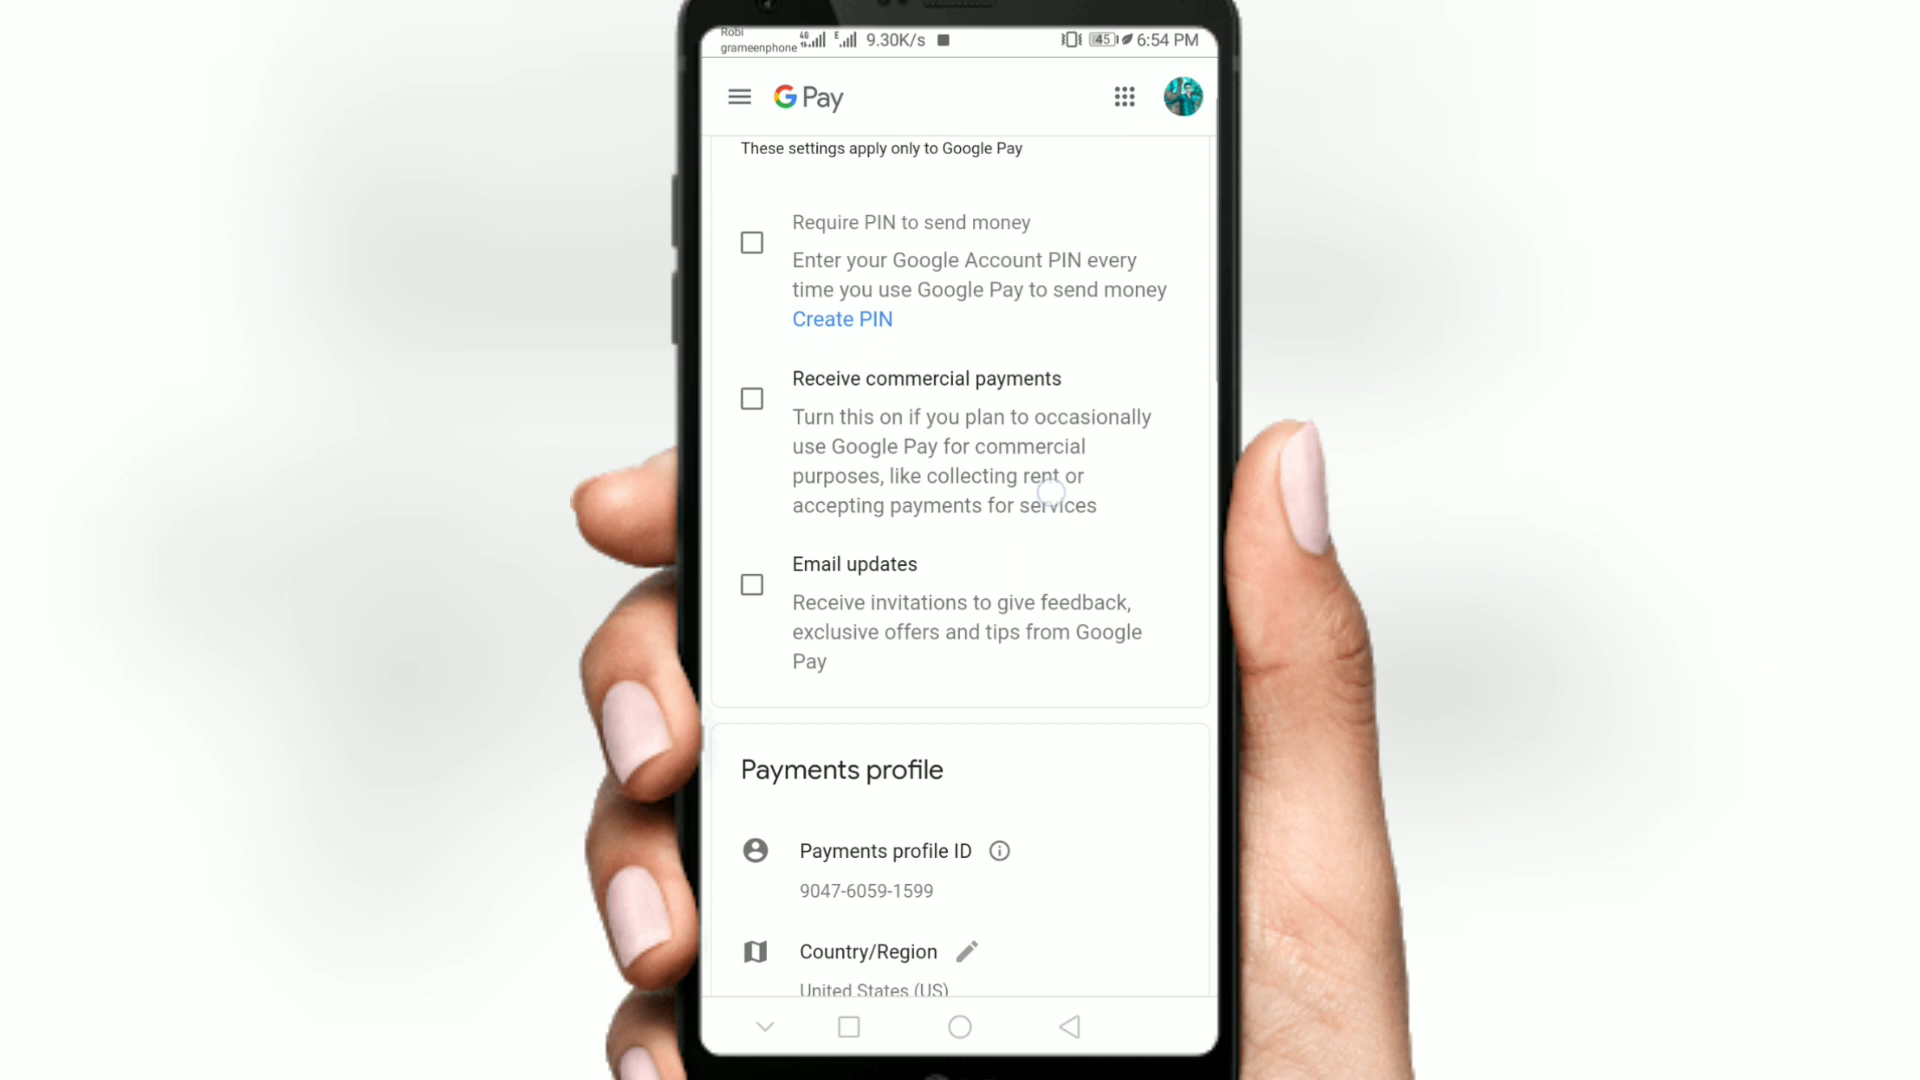 Robi
grameenphone 4G E 9.30K/s 45 6:54 PM
G Pay
These settings apply only to Google Pay
Require PIN to send money
Enter your Google Account PIN every
time you use Google Pay to send money
Create PIN
Receive commercial payments
Turn this on if you plan to occasionally
use Google Pay for commercial
purposes, like collecting rent or
accepting payments for services
Email updates
Receive invitations to give feedback,
exclusive offers and tips from Google
Pay
Payments profile
Payments profile ID
9047-6059-1599
Country/Region
United States (US)